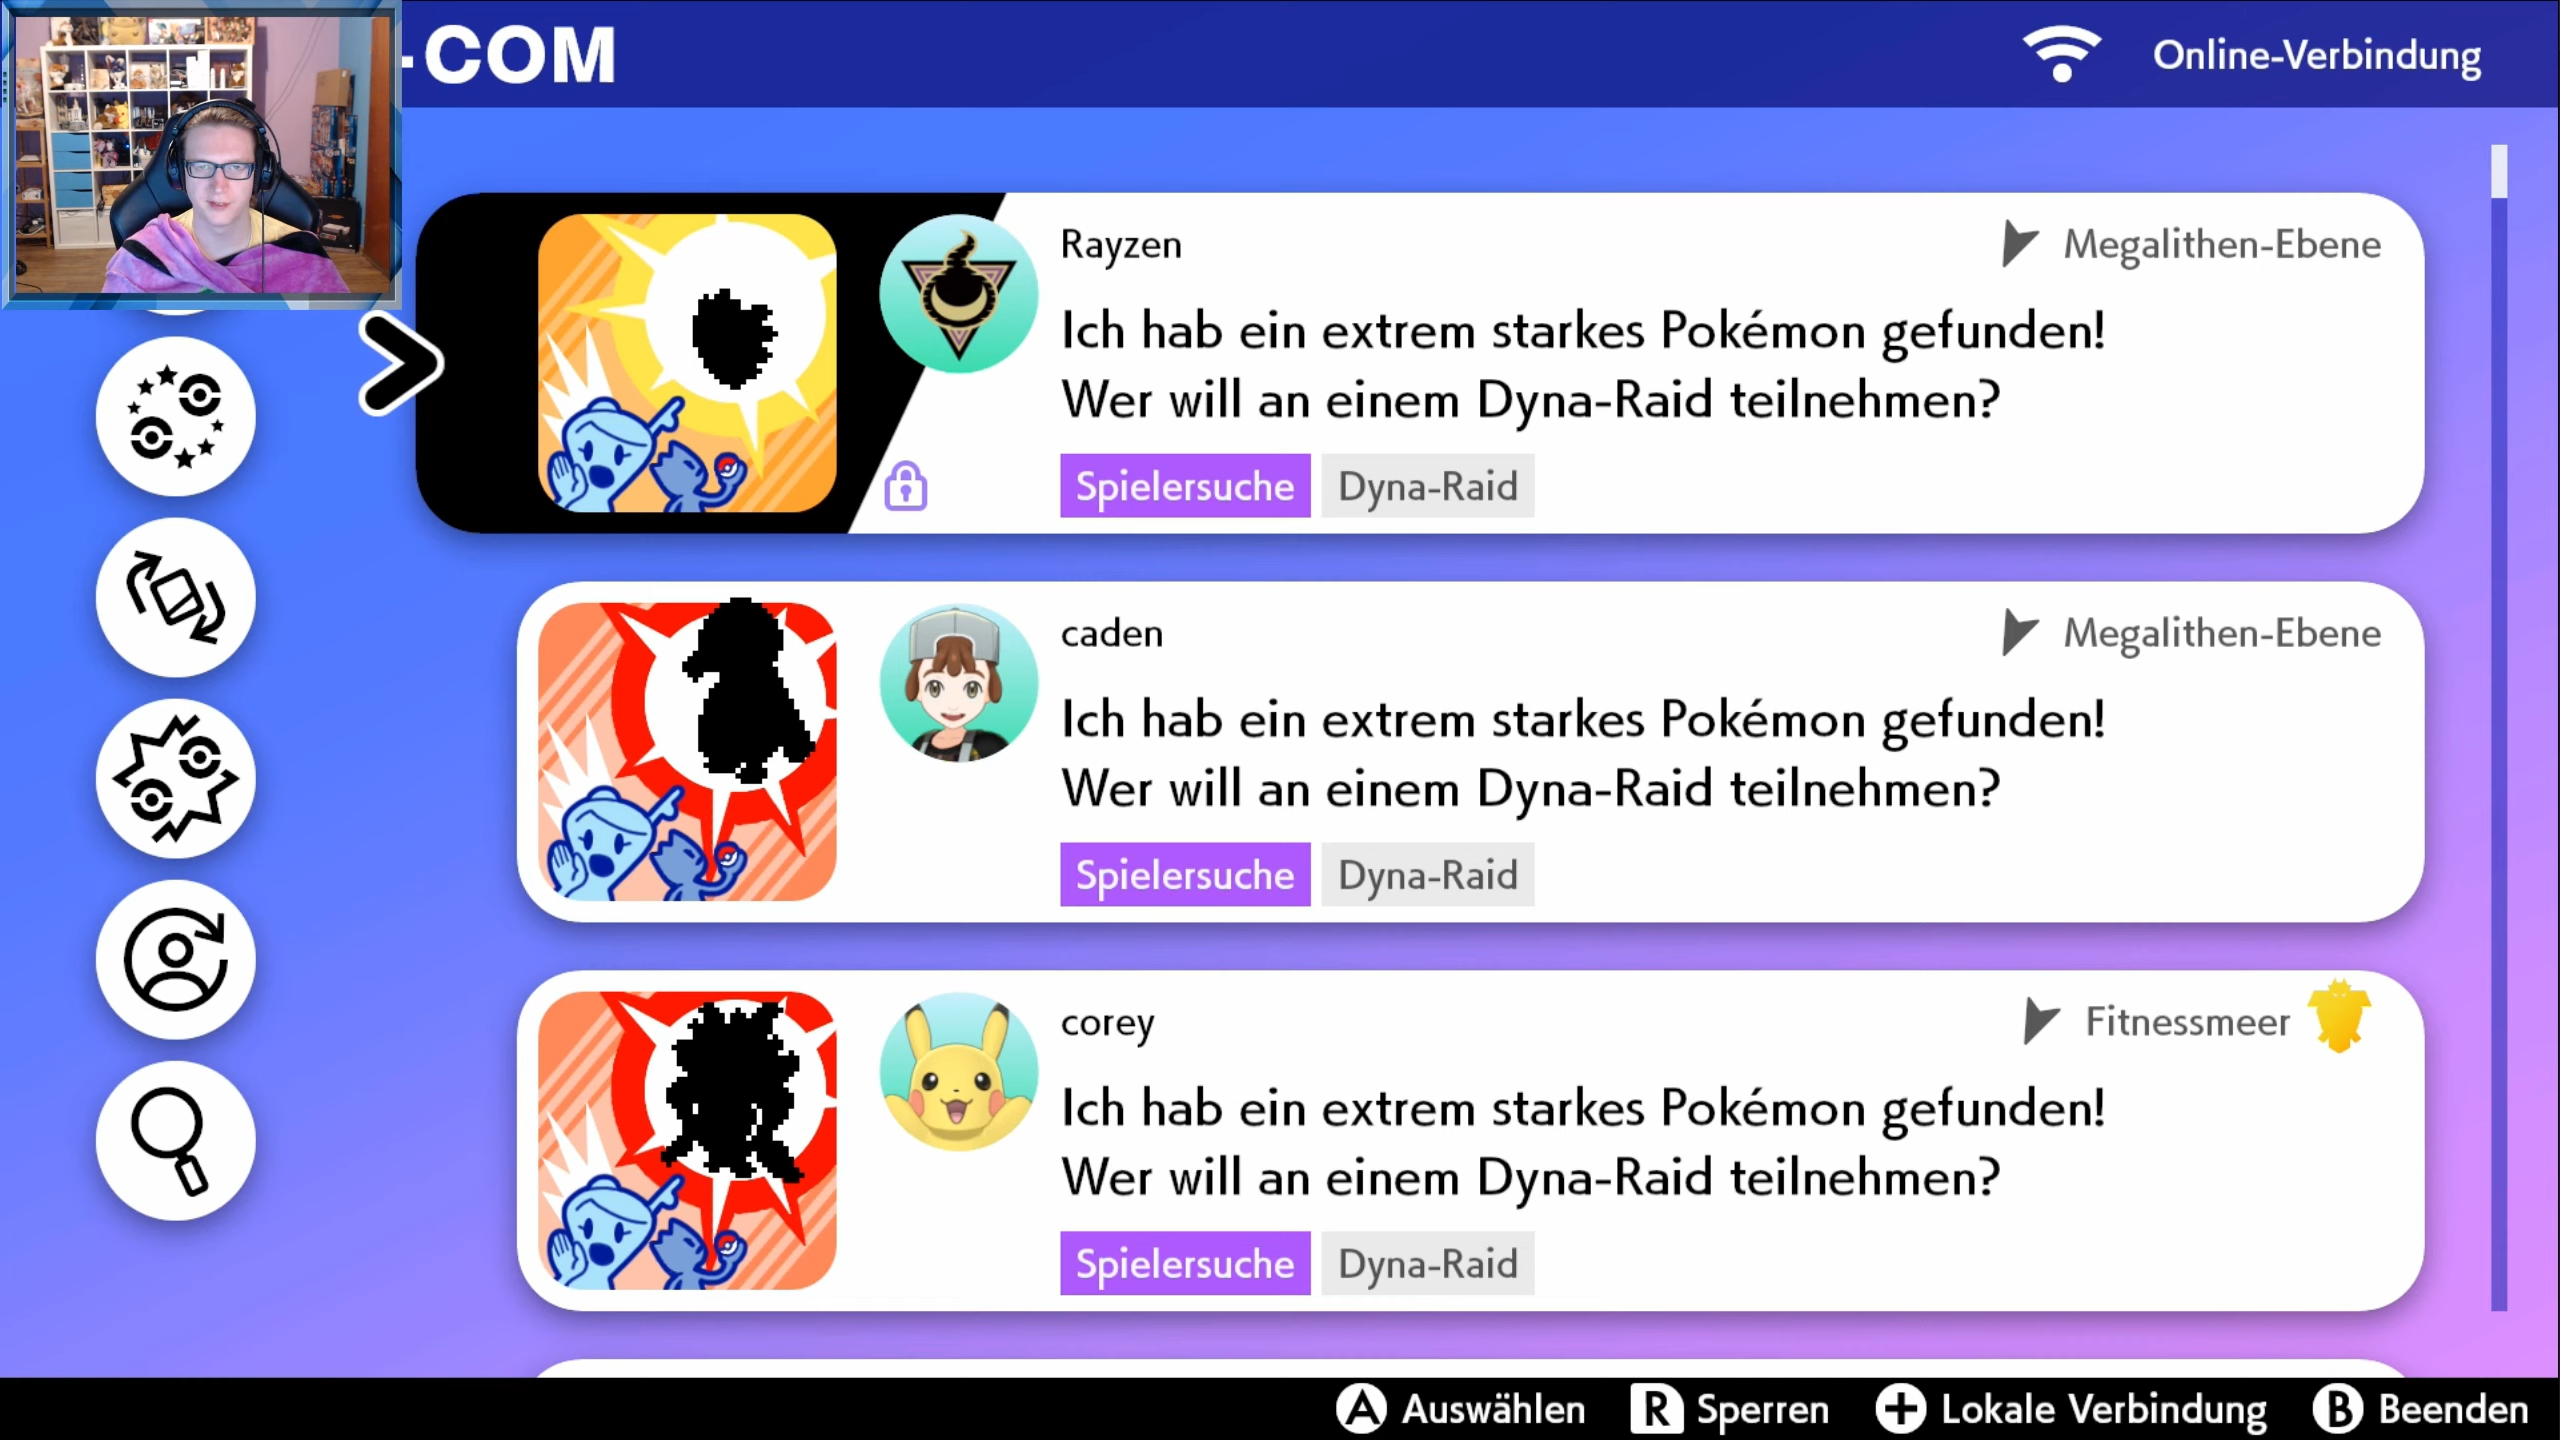 -COM
Online-Verbindung
Rayzen
Megalithen-Ebene
Ich hab ein extrem starkes Pokémon gefunden!
Wer will an einem Dyna-Raid teilnehmen?
Spielersuche Dyna-Raid
caden
Megalithen-Ebene
Ich hab ein extrem starkes Pokémon gefunden!
Wer will an einem Dyna-Raid teilnehmen?
Spielersuche Dyna-Raid
corey
Fitnessmeer
Ich hab ein extrem starkes Pokémon gefunden!
Wer will an einem Dyna-Raid teilnehmen?
Spielersuche Dyna-Raid
A Auswählen R Sperren + Lokale Verbindung B Beenden